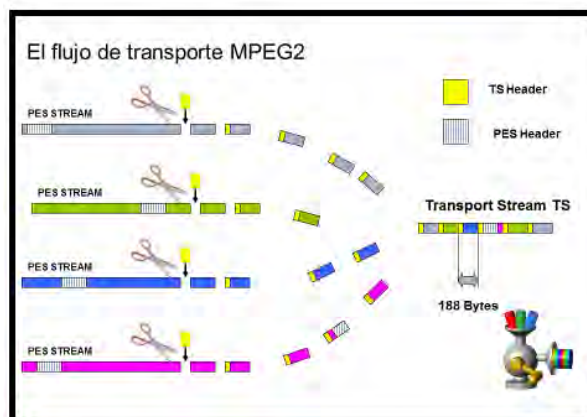 El flujo de transporte MPEG2
PES STREAM
TS Header
PES Header
PES STREAM
Transport Stream TS
PES STREAM
188 Bytes
PES STREAM